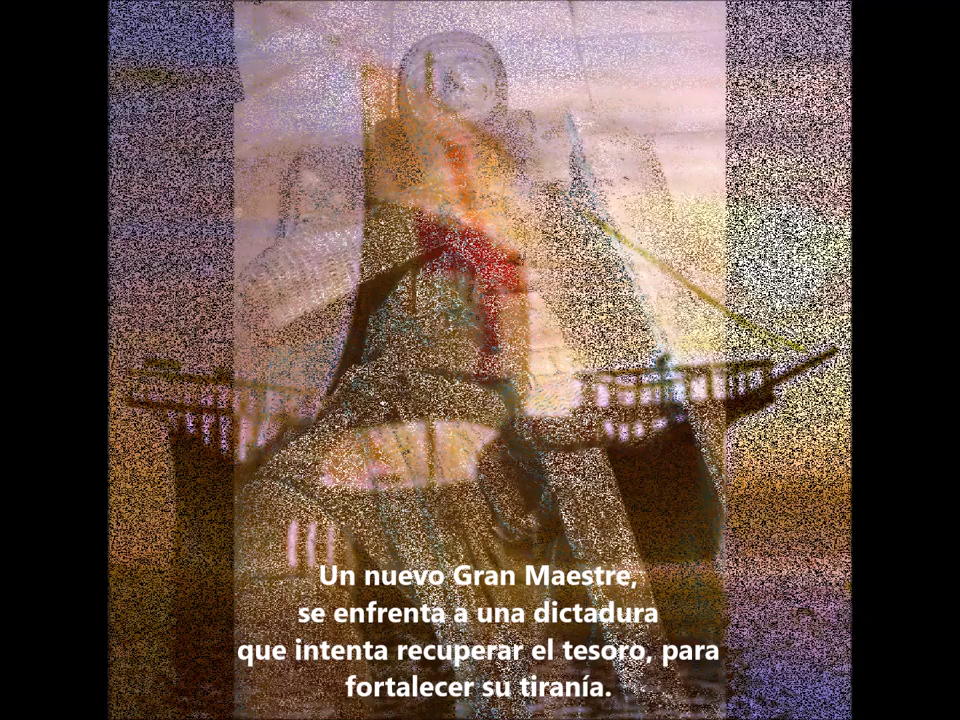 Un nuevo Gran Maestre,
se enfrenta a una dictadura
que intenta recuperar el tesoro, para
fortalecer su tiranía.